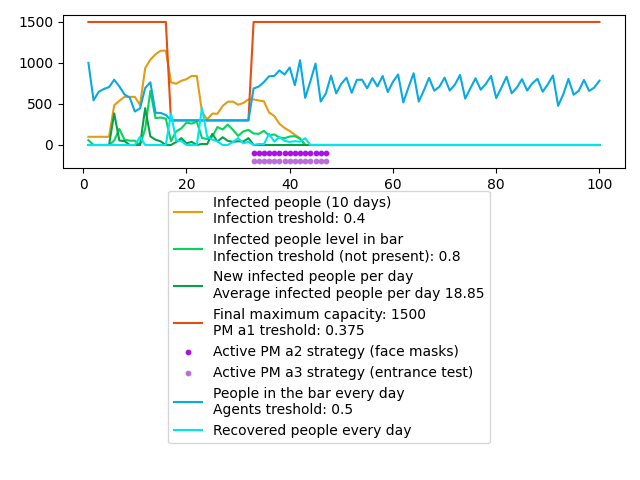 1500
1000
500
0
0
20
40
60
80
100
Infected people (10 days)
Infection treshold: 0.4
Infected people level in bar
Infection treshold (not present): 0.8
New infected people per day
Average infected people per day 18.85
Final maximum capacity: 1500
PM a1 treshold: 0.375
Active PM a2 strategy (face masks)
Active PM a3 strategy (entrance test)
People in the bar every day
Agents treshold: 0.5
Recovered people every day